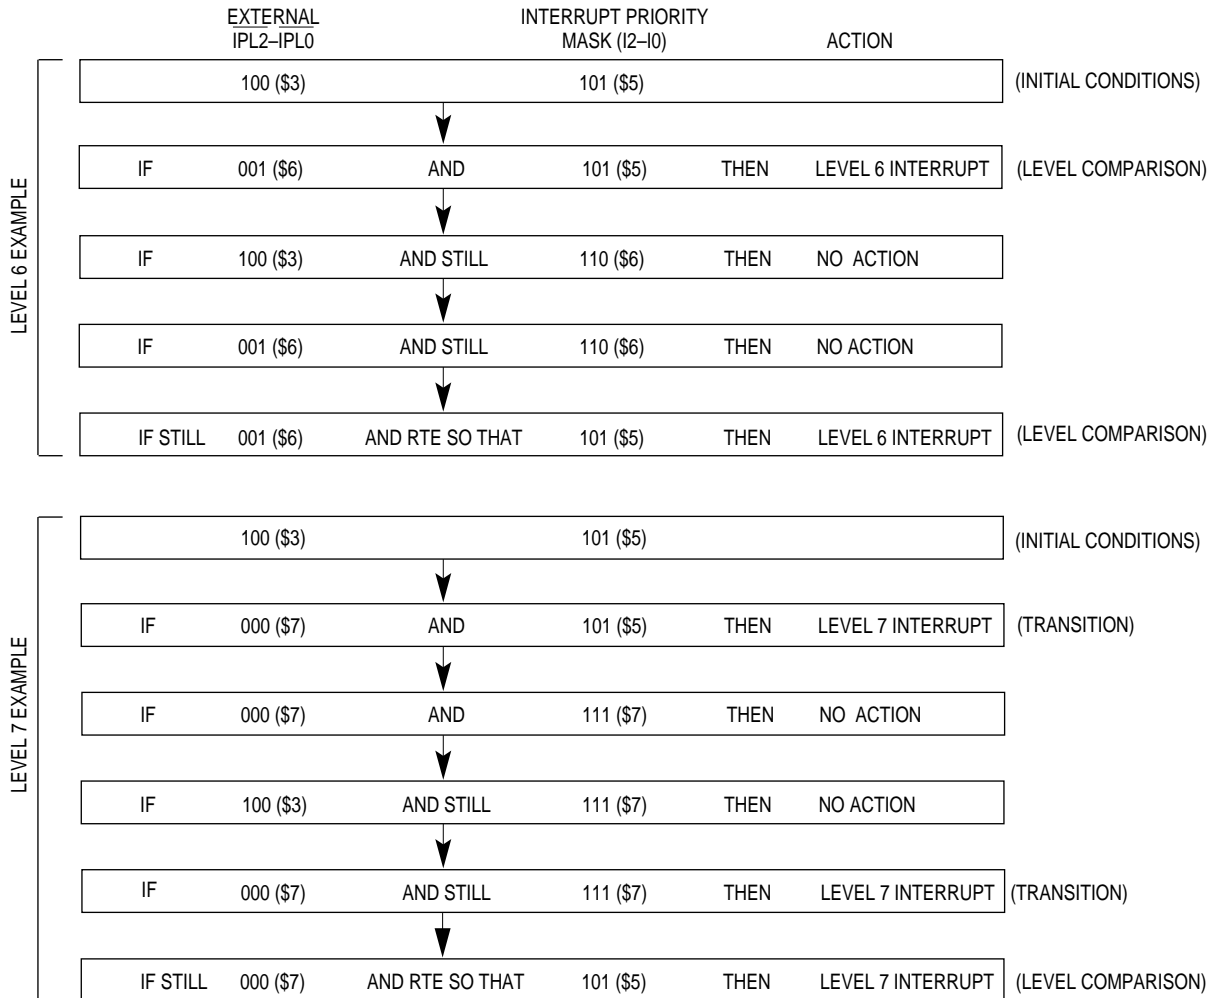 EXTERNAL INTERRUPT PRIORITY
IPL2–IPL0 MASK (I2–I0) ACTION
LEVEL 6 EXAMPLE
100 ($3) 101 ($5) (INITIAL CONDITIONS)
IF 001 ($6) AND 101 ($5) THEN LEVEL 6 INTERRUPT (LEVEL COMPARISON)
IF 100 ($3) AND STILL 110 ($6) THEN NO ACTION
IF 001 ($6) AND STILL 110 ($6) THEN NO ACTION
IF STILL 001 ($6) AND RTE SO THAT 101 ($5) THEN LEVEL 6 INTERRUPT (LEVEL COMPARISON)
LEVEL 7 EXAMPLE
100 ($3) 101 ($5) (INITIAL CONDITIONS)
IF 000 ($7) AND 101 ($5) THEN LEVEL 7 INTERRUPT (TRANSITION)
IF 000 ($7) AND 111 ($7) THEN NO ACTION
IF 100 ($3) AND STILL 111 ($7) THEN NO ACTION
IF 000 ($7) AND STILL 111 ($7) THEN LEVEL 7 INTERRUPT (TRANSITION)
IF STILL 000 ($7) AND RTE SO THAT 101 ($5) THEN LEVEL 7 INTERRUPT (LEVEL COMPARISON)